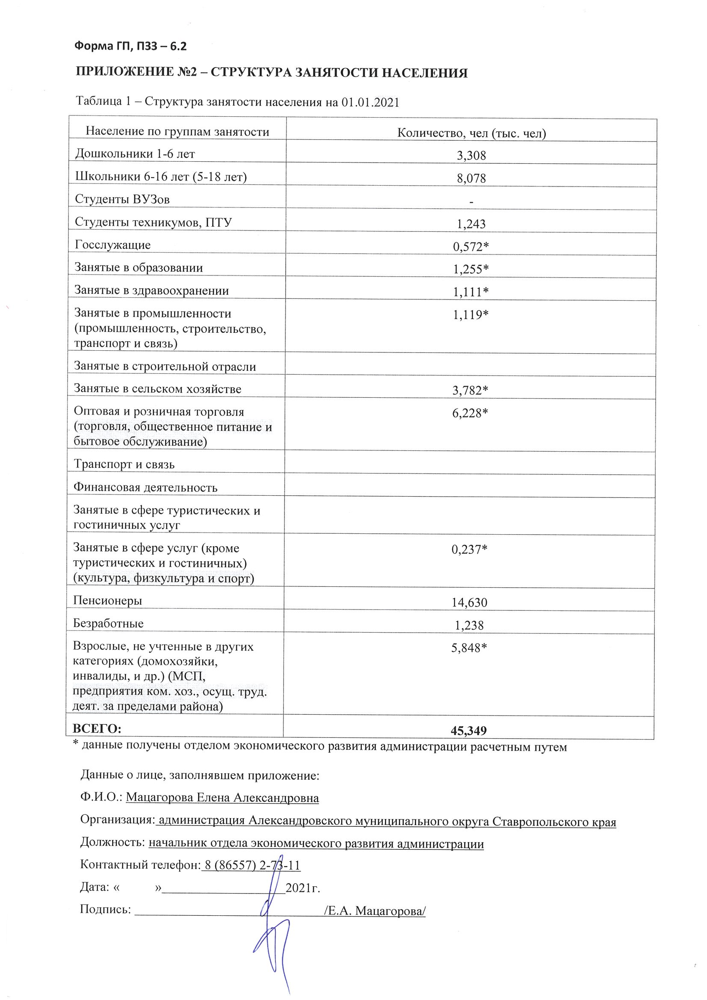 Форма ГП, ПЗЗ – 6.2
ПРИЛОЖЕНИЕ №2 – СТРУКТУРА ЗАНЯТОСТИ НАСЕЛЕНИЯ
Таблица 1 – Структура занятости населения на 01.01.2021
Население по группам занятости Количество, чел (тыс. чел)
Дошкольники 1-6 лет 3,308
Школьники 6-16 лет (5-18 лет) 8,078
Студенты ВУЗов -
Студенты техникумов, ПТУ 1,243
Госслужащие 0,572*
Занятые в образовании 1,255*
Занятые в здравоохранении 1,111*
Занятые в промышленности 1,119*
(промышленность, строительство,
транспорт и связь)
Занятые в строительной отрасли
Занятые в сельском хозяйстве 3,782*
Оптовая и розничная торговля 6,228*
(торговля, общественное питание и
бытовое обслуживание)
Транспорт и связь
Финансовая деятельность
Занятые в сфере туристических и
гостиничных услуг
Занятые в сфере услуг (кроме 0,237*
туристических и гостиничных)
(культура, физкультура и спорт)
Пенсионеры 14,630
Безработные 1,238
Взрослые, не учтенные в других 5,848*
категориях (домохозяйки,
инвалиды, и др.) (МСП,
предприятия ком. хоз., осущ. труд.
деят. за пределами района)
ВСЕГО: 45,349
* данные получены отделом экономического развития администрации расчетным путем
Данные о лице, заполнявшем приложение:
Ф.И.О.: Мацагорова Елена Александровна
Организация: администрация Александровского муниципального округа Ставропольского края
Должность: начальник отдела экономического развития администрации
Контактный телефон: 8 (86557) 2-73-11
Дата: « »____________________2021г.
Подпись: ______________________________/Е.А. Мацагорова/